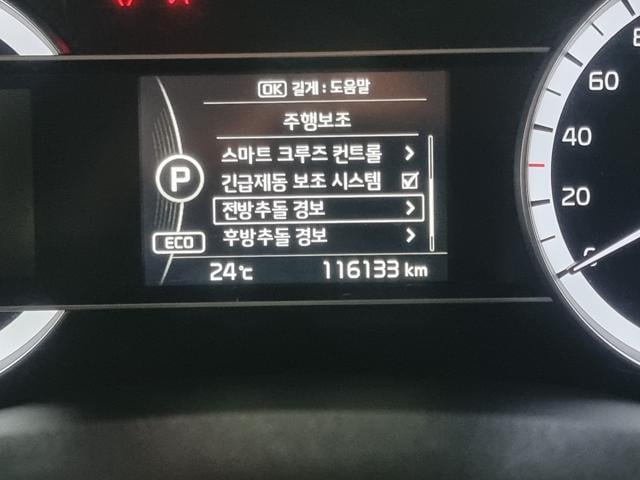 OK 길게 : 도움말
주행보조
스마트 크루즈 컨트롤
긴급제동 보조 시스템
P
전방추돌 경보
후방추돌 경보
ECO
24℃ 116133 km
60
40
20
0